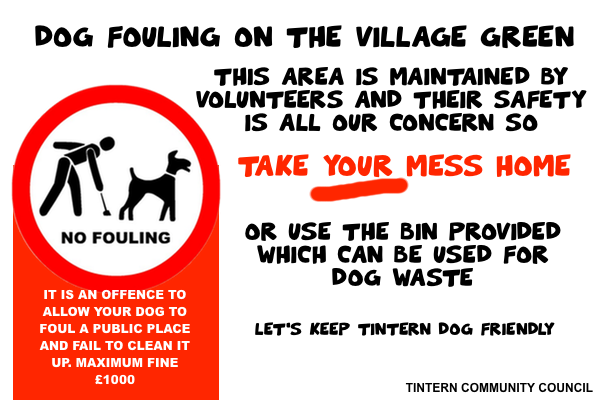 DOG FOULING ON THE VILLAGE GREEN
THIS AREA IS MAINTAINED BY
VOLUNTEERS AND THEIR SAFETY
IS ALL OUR CONCERN SO
TAKE YOUR MESS HOME
OR USE THE BIN PROVIDED
WHICH CAN BE USED FOR
DOG WASTE
LET'S KEEP TINTERN DOG FRIENDLY
NO FOULING
IT IS AN OFFENCE TO
ALLOW YOUR DOG TO
FOUL A PUBLIC PLACE
AND FAIL TO CLEAN IT
UP. MAXIMUM FINE
£1000
TINTERN COMMUNITY COUNCIL